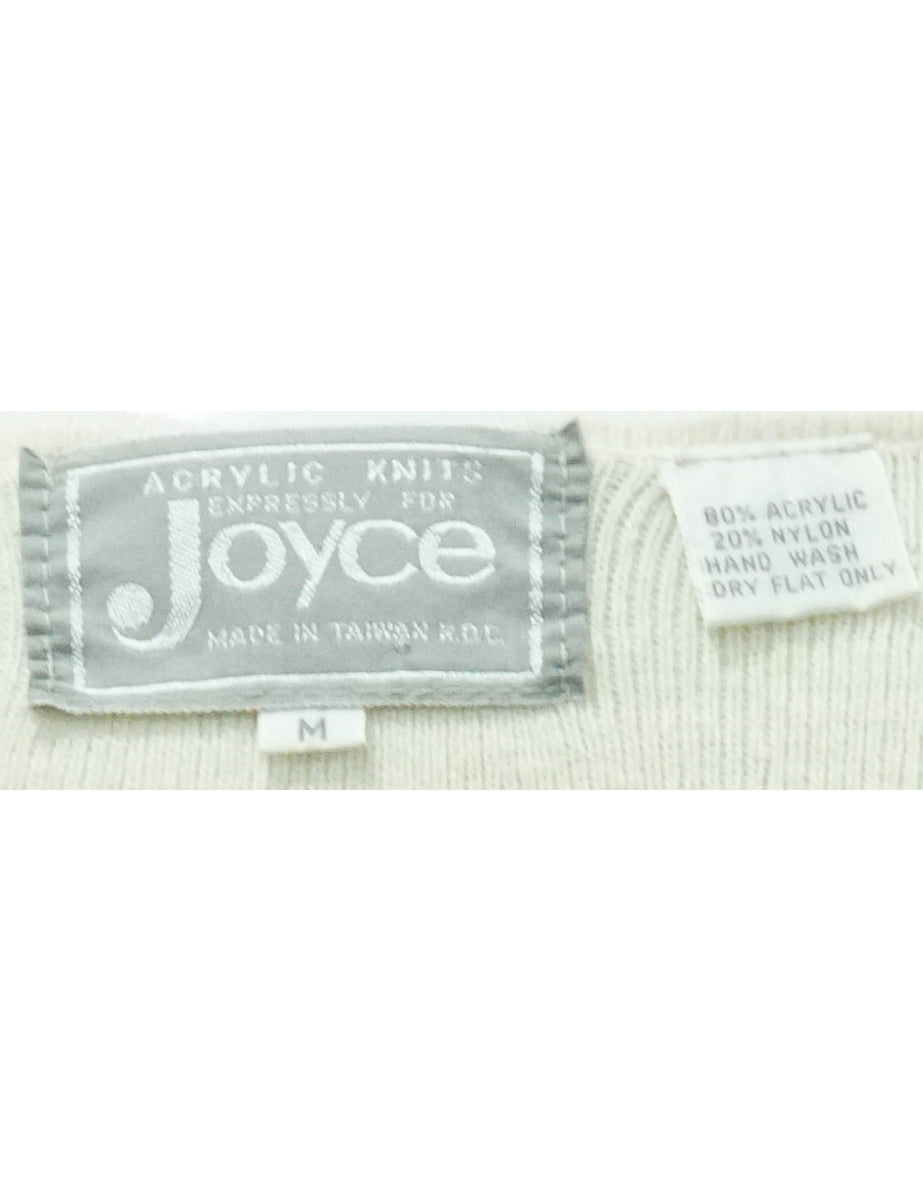 ACRYLIC KNITS
EXPRESSLY FOR
Joyce
MADE IN TAIWAN R.O.C.
M
80% ACRYLIC
20% NYLON
HAND WASH
DRY FLAT ONLY